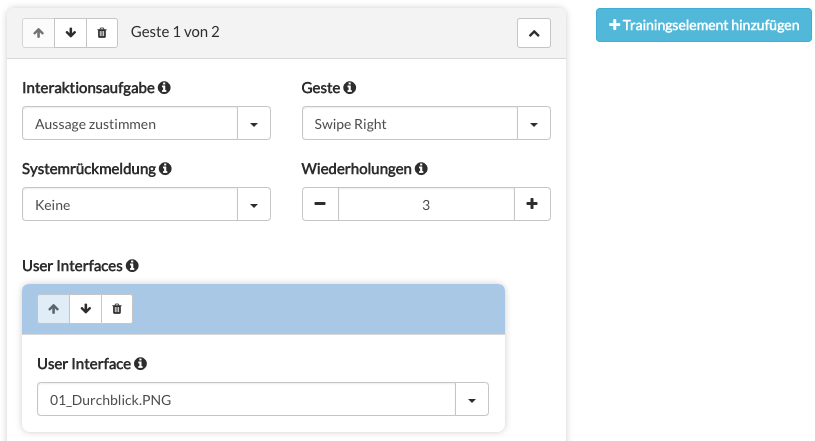 Geste 1 von 2
Trainingselement hinzufügen
Interaktionsaufgabe
Geste
Aussage zustimmen
Swipe Right
Systemrückmeldung
Wiederholungen
Keine
3
User Interfaces
User Interface
01_Durchblick.PNG